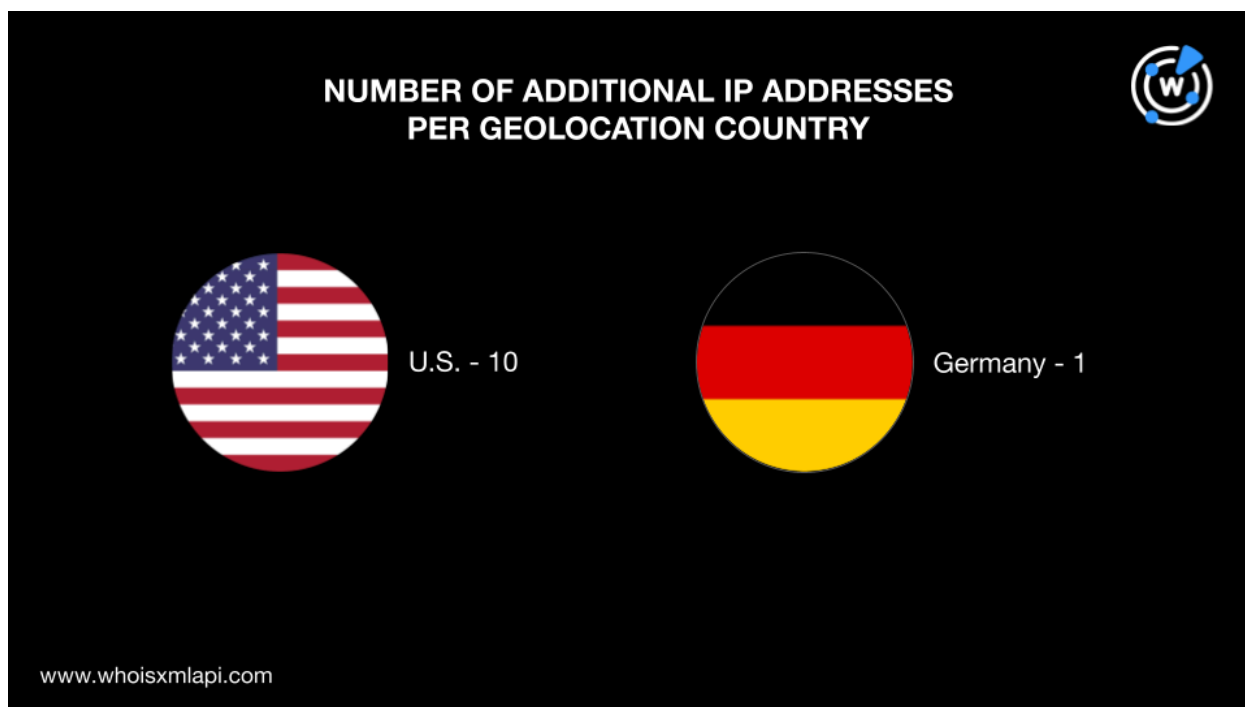 NUMBER OF ADDITIONAL IP ADDRESSES
PER GEOLOCATION COUNTRY
W
U.S. - 10
Germany - 1
www.whoisxmlapi.com